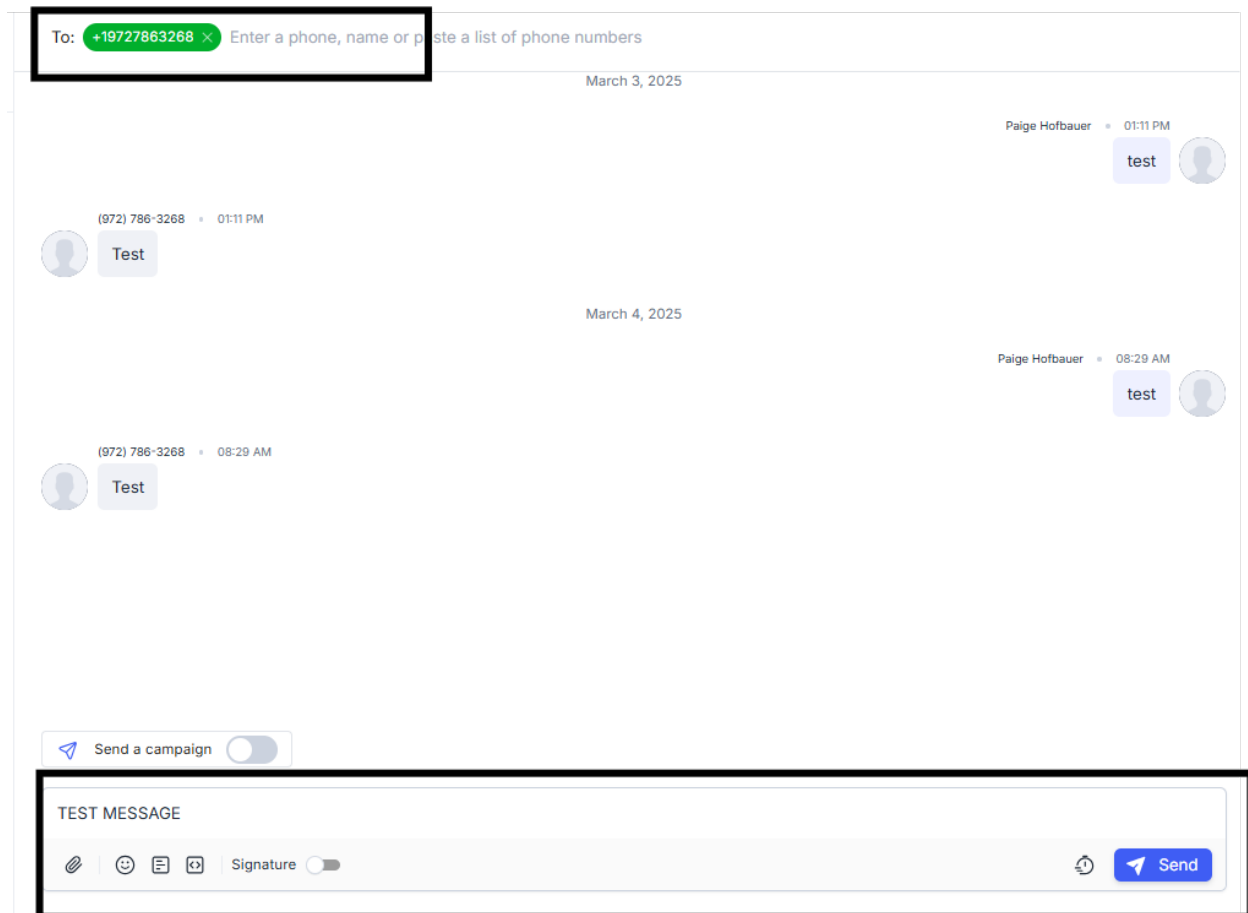 To: +19727863268 × Enter a phone, name or paste a list of phone numbers
March 3, 2025
Paige Hofbauer • 01:11 PM
test
(972) 786-3268 • 01:11 PM
Test
March 4, 2025
Paige Hofbauer • 08:29 AM
test
(972) 786-3268 • 08:29 AM
Test
Send a campaign
TEST MESSAGE
Signature Send